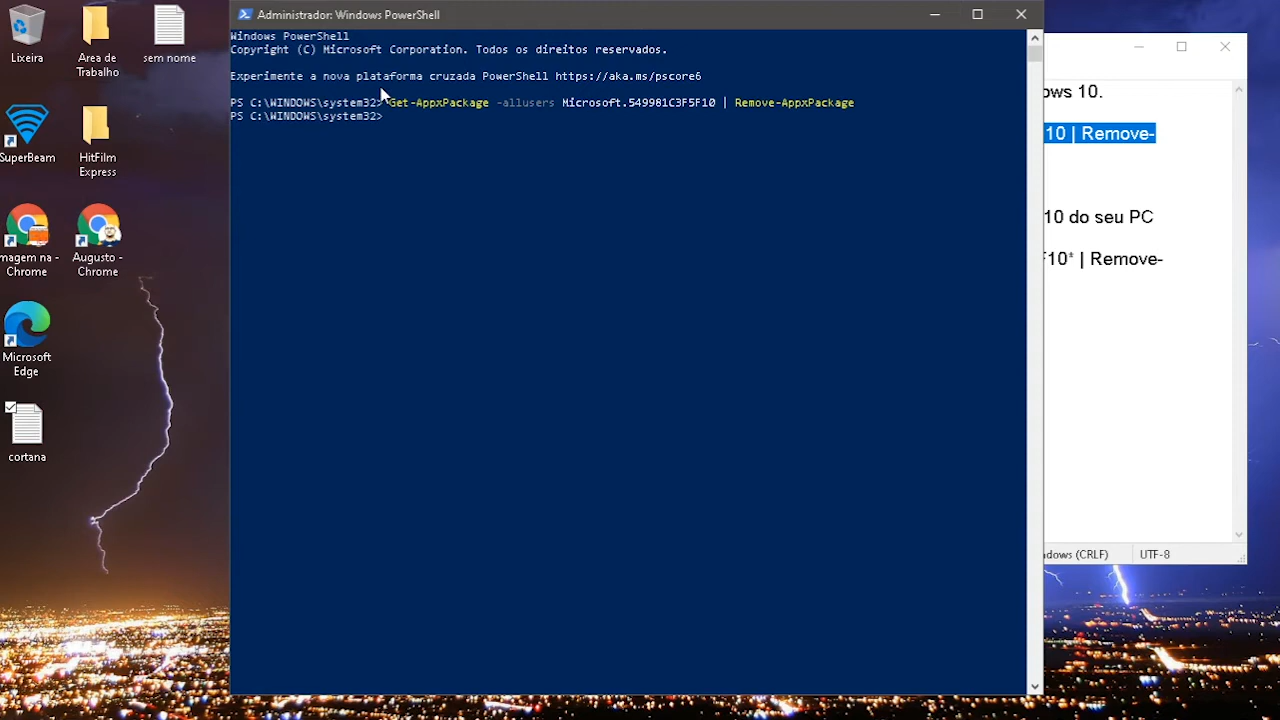 Administrador: Windows PowerShell
Windows PowerShell
Copyright (C) Microsoft Corporation. Todos os direitos reservados.
Experimente a nova plataforma cruzada PowerShell https://aka.ms/pscore6
PS C:\WINDOWS\system32> Get-AppxPackage -allusers Microsoft.549981C3F5F10 | Remove-AppxPackage
PS C:\WINDOWS\system32>
Lixeira
Area de
Trabalho
sem nome
SuperBeam
HitFilm
Express
magem na -
Chrome
Augusto -
Chrome
Microsoft
Edge
cortana
ows 10.
10 | Remove-
10 do seu PC
F10* | Remove-
dows (CRLF)
UTF-8